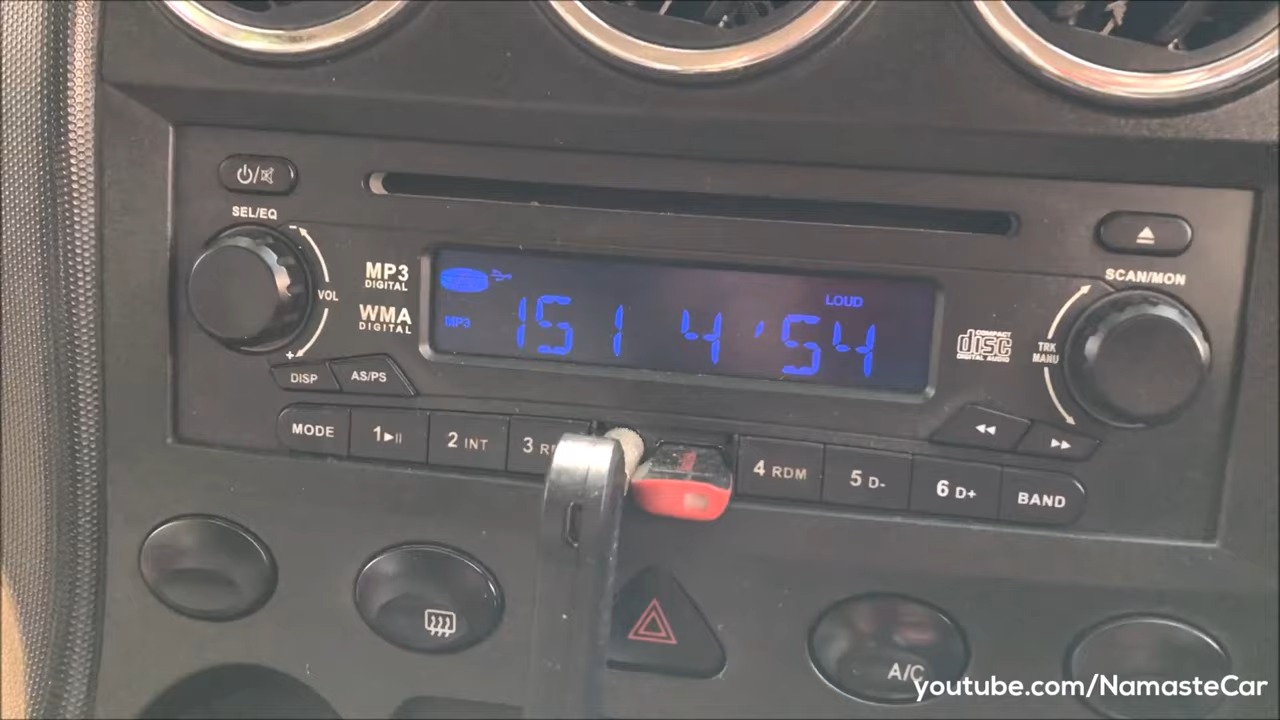 SEL/EQ
VOL
MP3
DIGITAL
WMA
DIGITAL
DISP
AS/PS
MP3
LOUD
151 4'54
COMPACT
disc
DIGITAL AUDIO
SCAN/MON
TRK
MANU
MODE
1
2 INT
3
4 RDM
5 D-
6 D+
BAND
A/C
youtube.com/NamasteCar